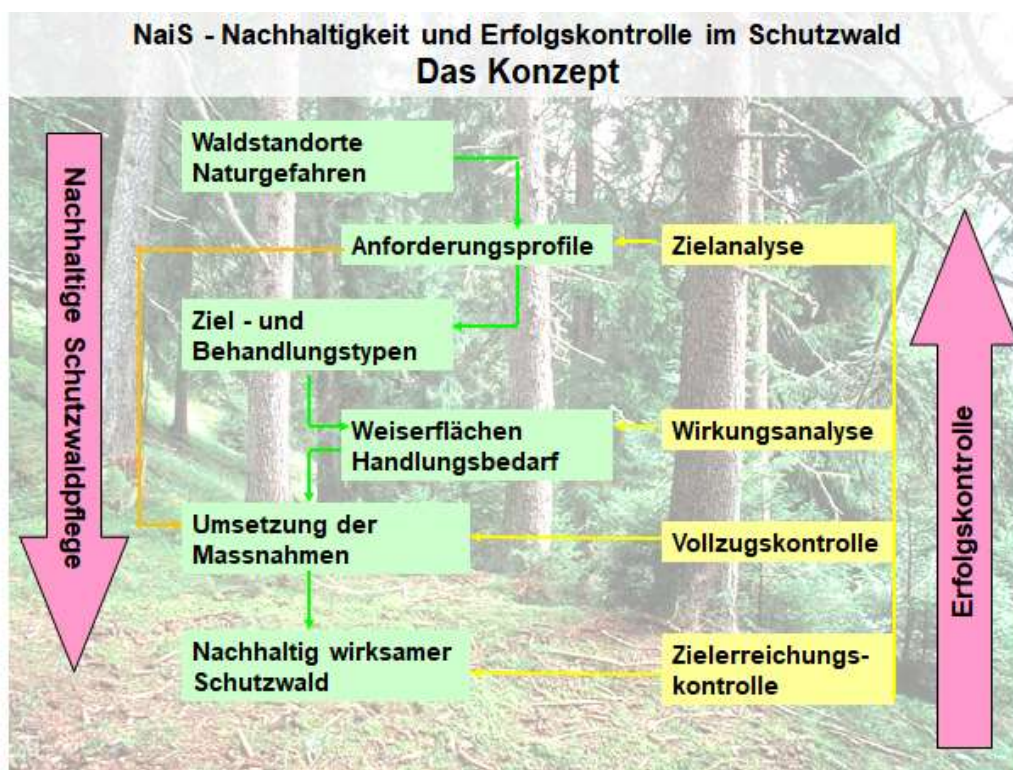 NaiS - Nachhaltigkeit und Erfolgskontrolle im Schutzwald
Das Konzept
Nachhaltige Schutzwaldpflege
Waldstandorte
Naturgefahren
Anforderungsprofile
Zielanalyse
Ziel - und
Behandlungstypen
Weiserflächen
Handlungsbedarf
Wirkungsanalyse
Umsetzung der
Massnahmen
Vollzugskontrolle
Nachhaltig wirksamer
Schutzwald
Zielerreichungs-
kontrolle
Erfolgskontrolle